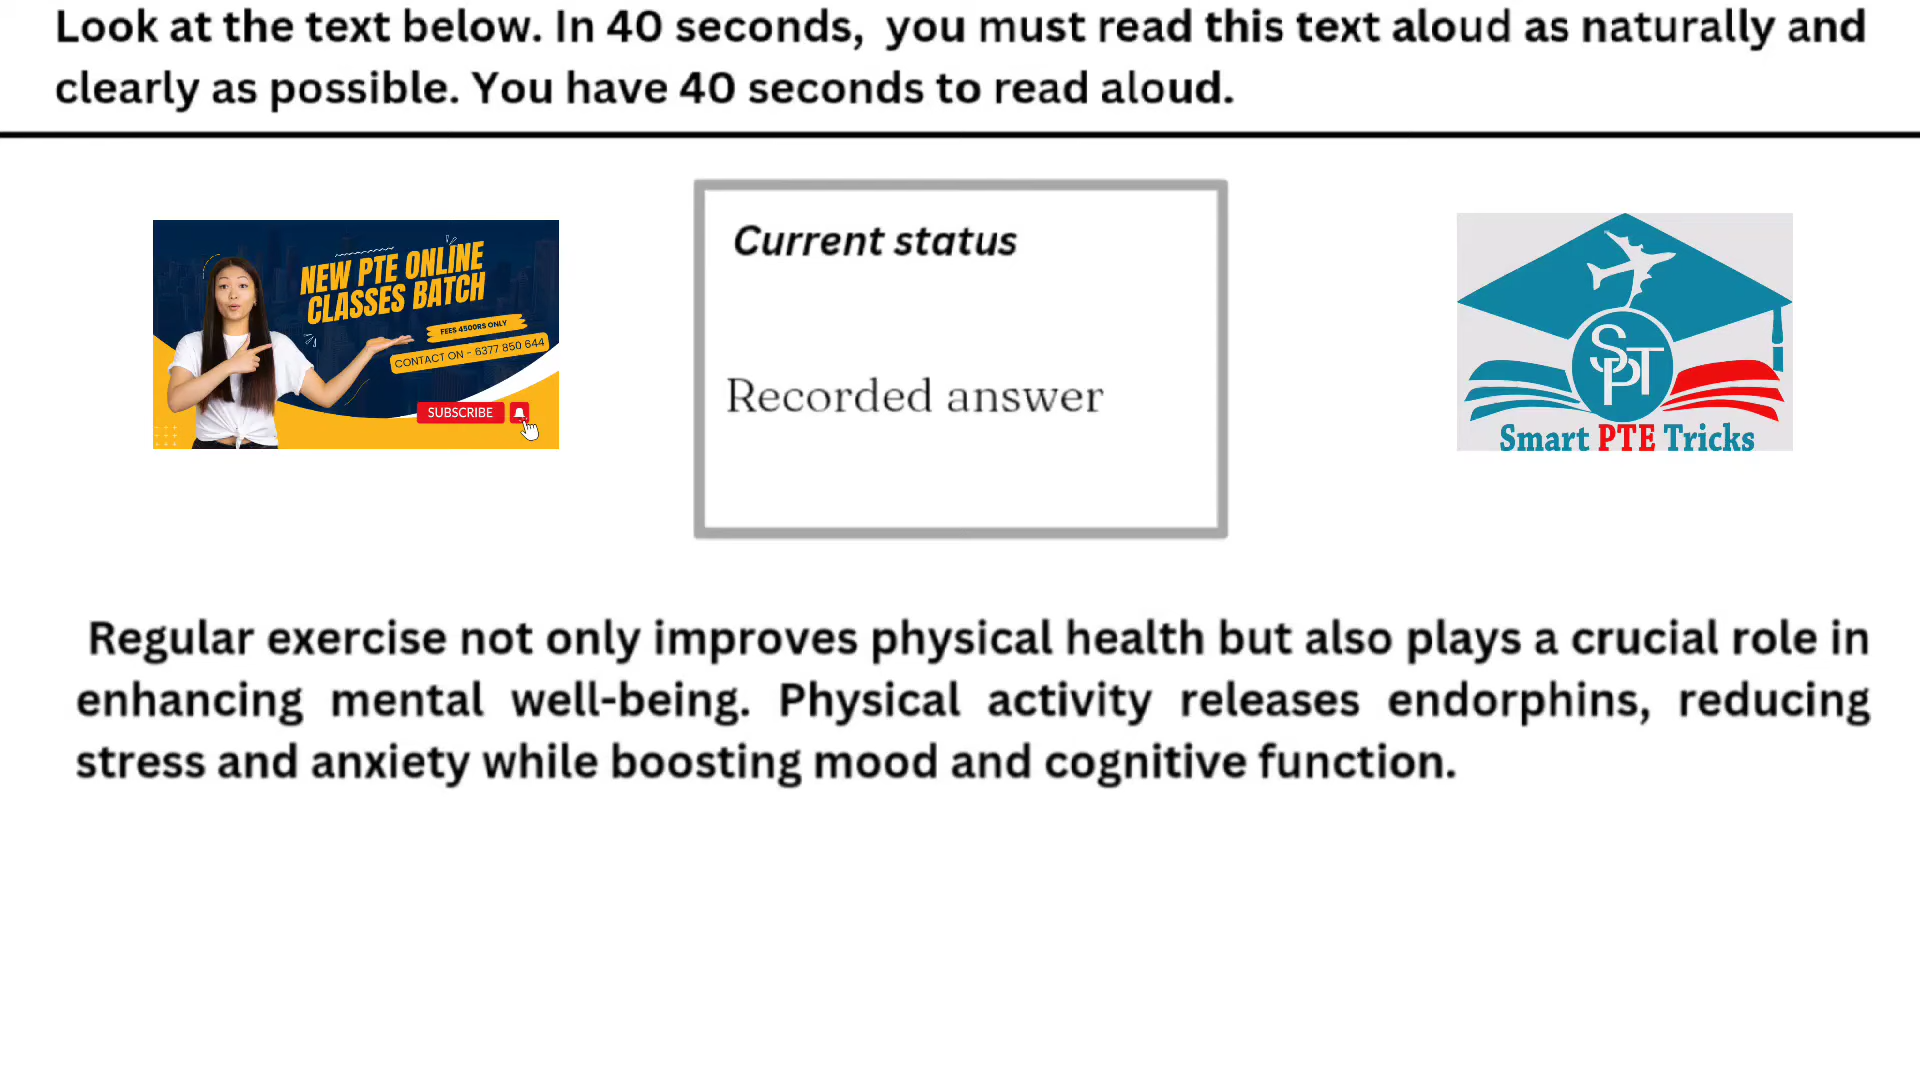 Look at the text below. In 40 seconds, you must read this text aloud as naturally and
clearly as possible. You have 40 seconds to read aloud.
NEW PTE ONLINE
CLASSES BATCH
FEES 4500RS ONLY
CONTACT ON - 6377 850 644
SUBSCRIBE
Current status
Recorded answer
SPT
Smart PTE Tricks
Regular exercise not only improves physical health but also plays a crucial role in
enhancing mental well-being. Physical activity releases endorphins, reducing
stress and anxiety while boosting mood and cognitive function.